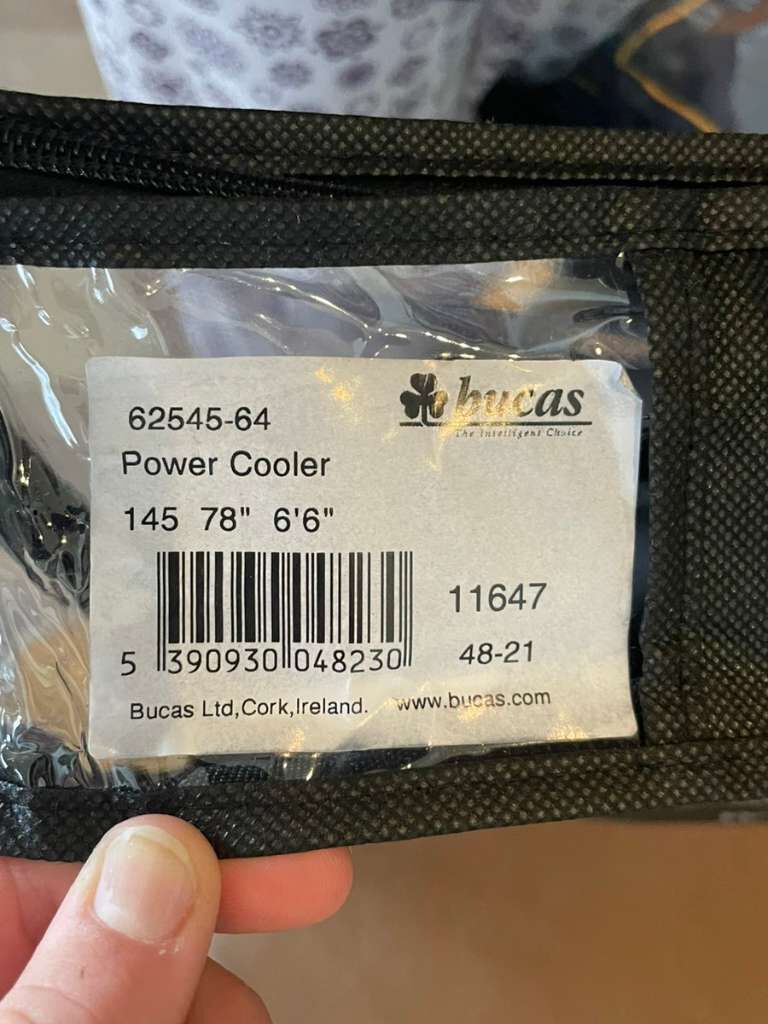 bucas
The Intelligent Choice
62545-64
Power Cooler
145 78" 6'6"
11647
5 390930 048230
48-21
Bucas Ltd,Cork,Ireland. www.bucas.com